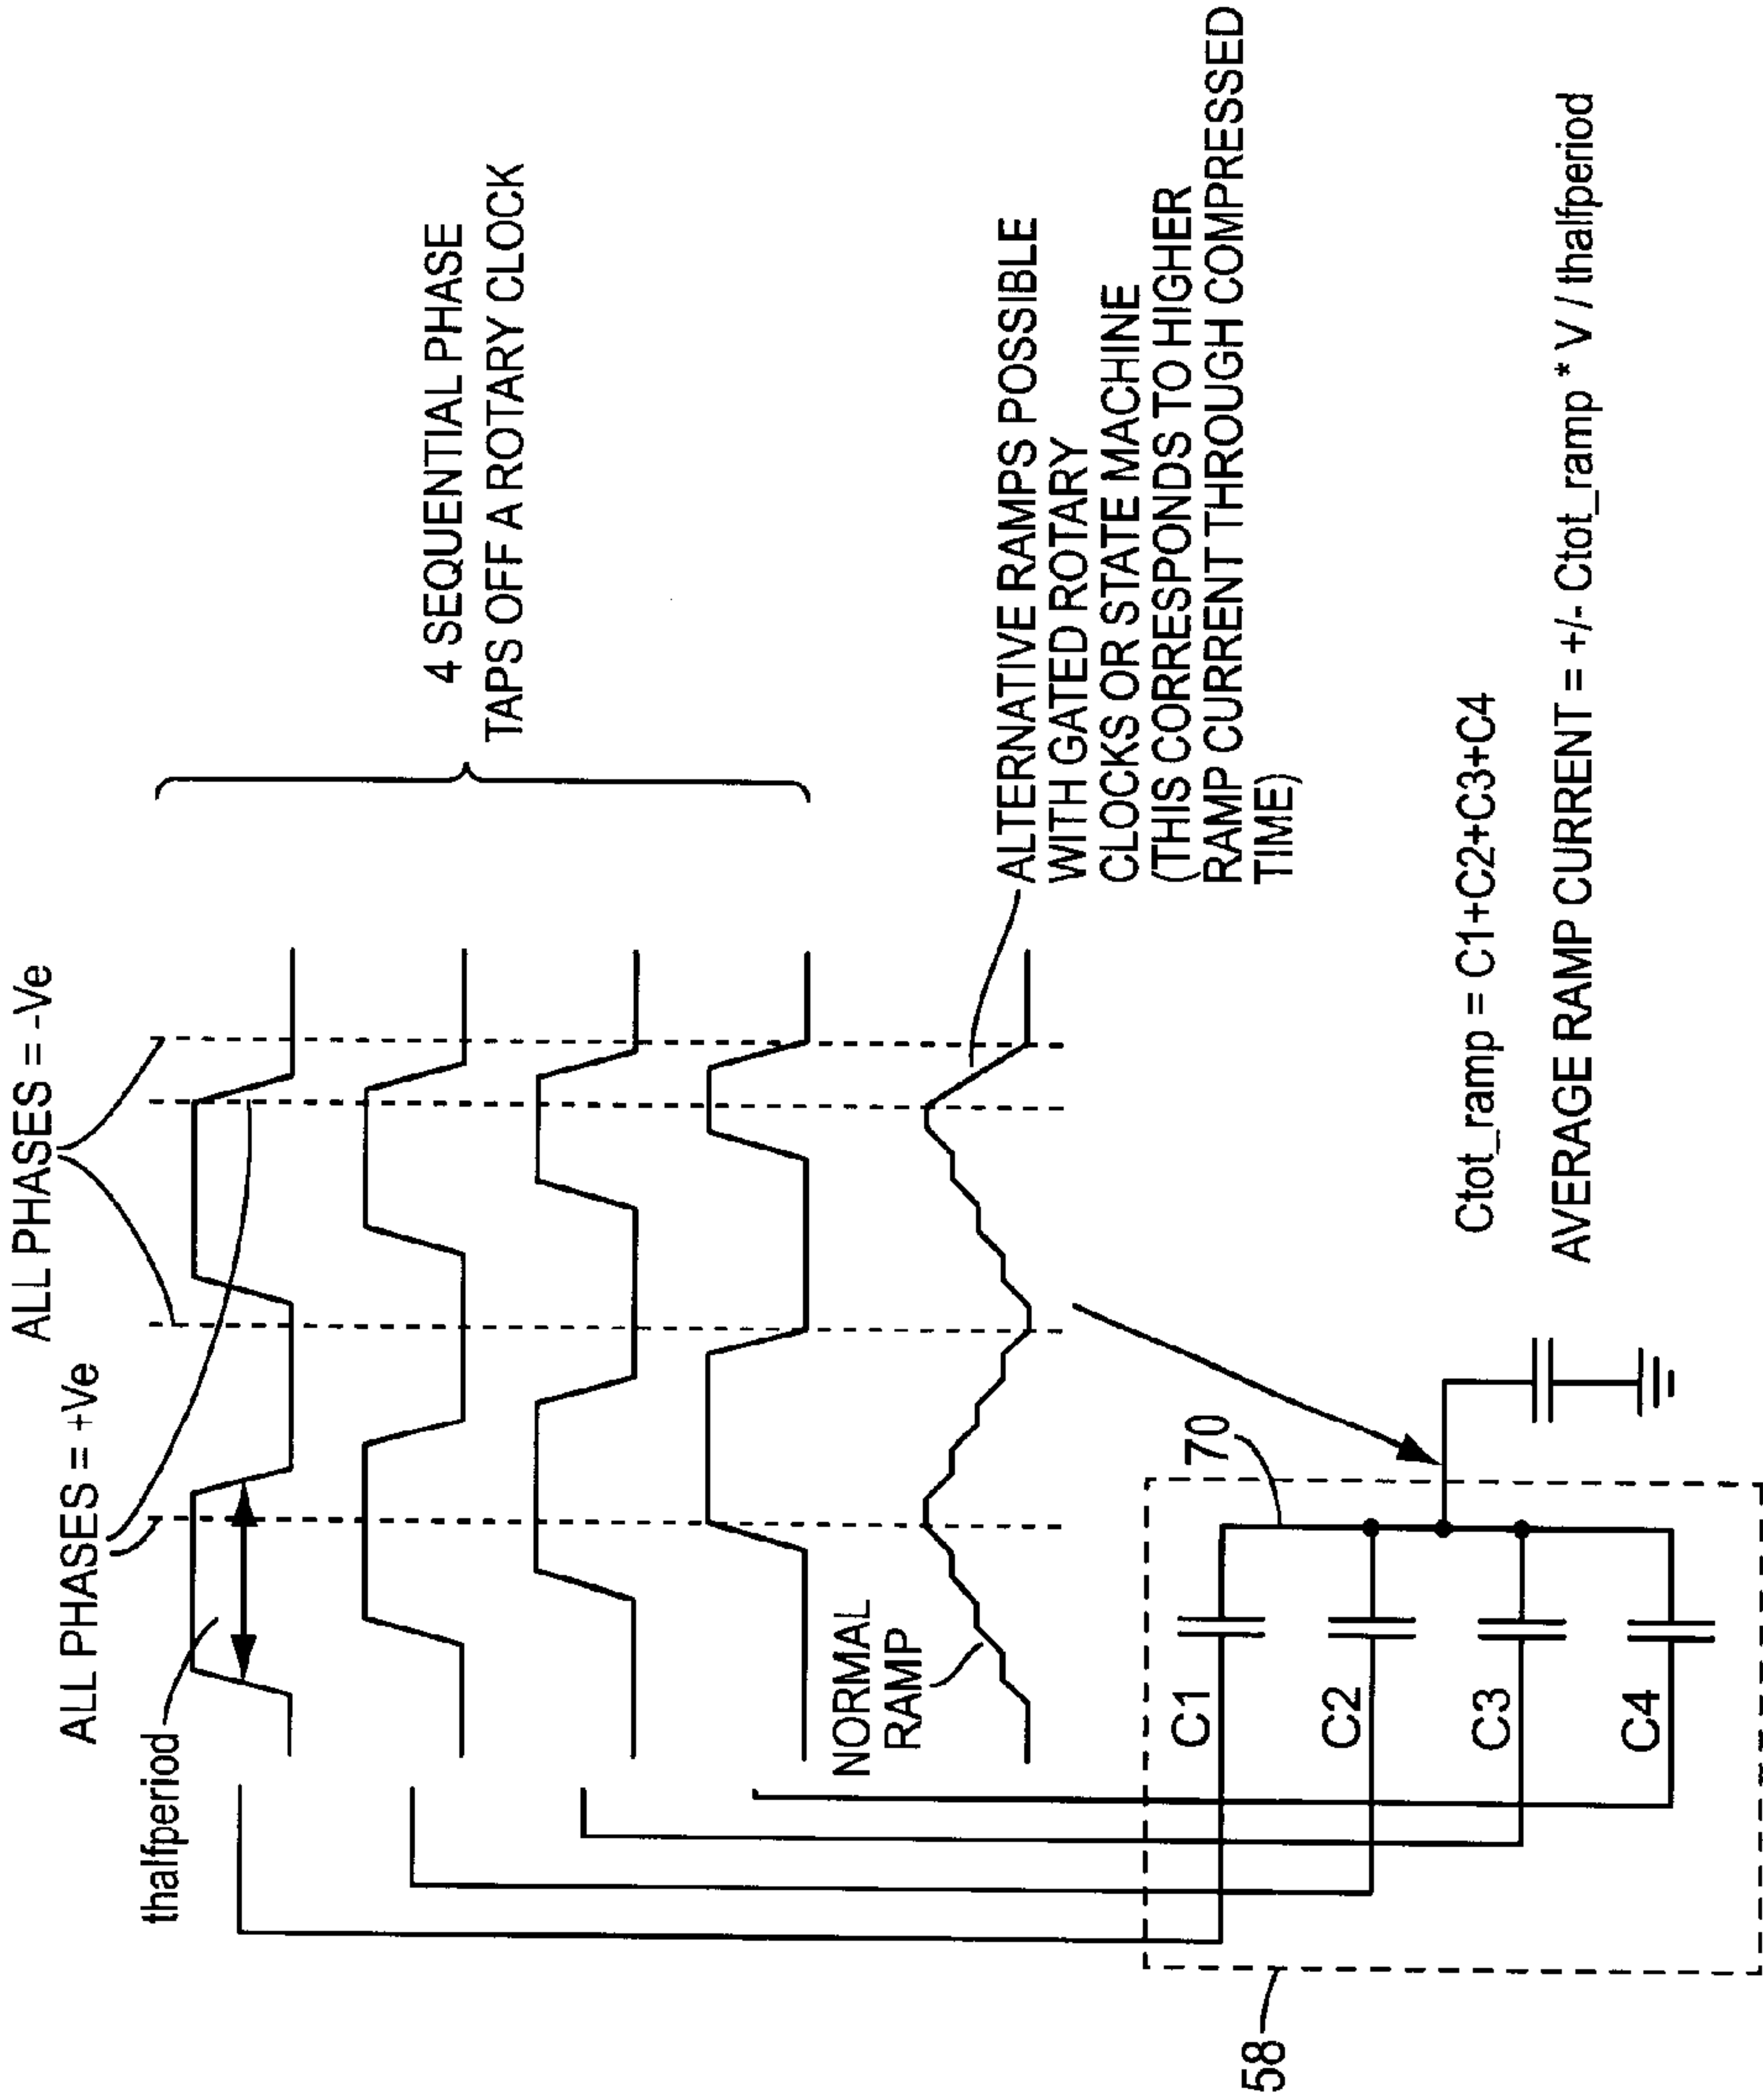 ALL PHASES = -Ve
ALL PHASES = +Ve
thalfperiod
4 SEQUENTIAL PHASE
TAPS OFF A ROTARY CLOCK
NORMAL
RAMP
ALTERNATIVE RAMPS POSSIBLE
WITH GATED ROTARY
CLOCKS OR STATE MACHINE
(THIS CORRESPONDS TO HIGHER
RAMP CURRENT THROUGH COMPRESSED
TIME)
70
C1
C2
C3
C4
58
Ctot_ramp = C1+C2+C3+C4
AVERAGE RAMP CURRENT = +/- Ctot_ramp * V / thalfperiod